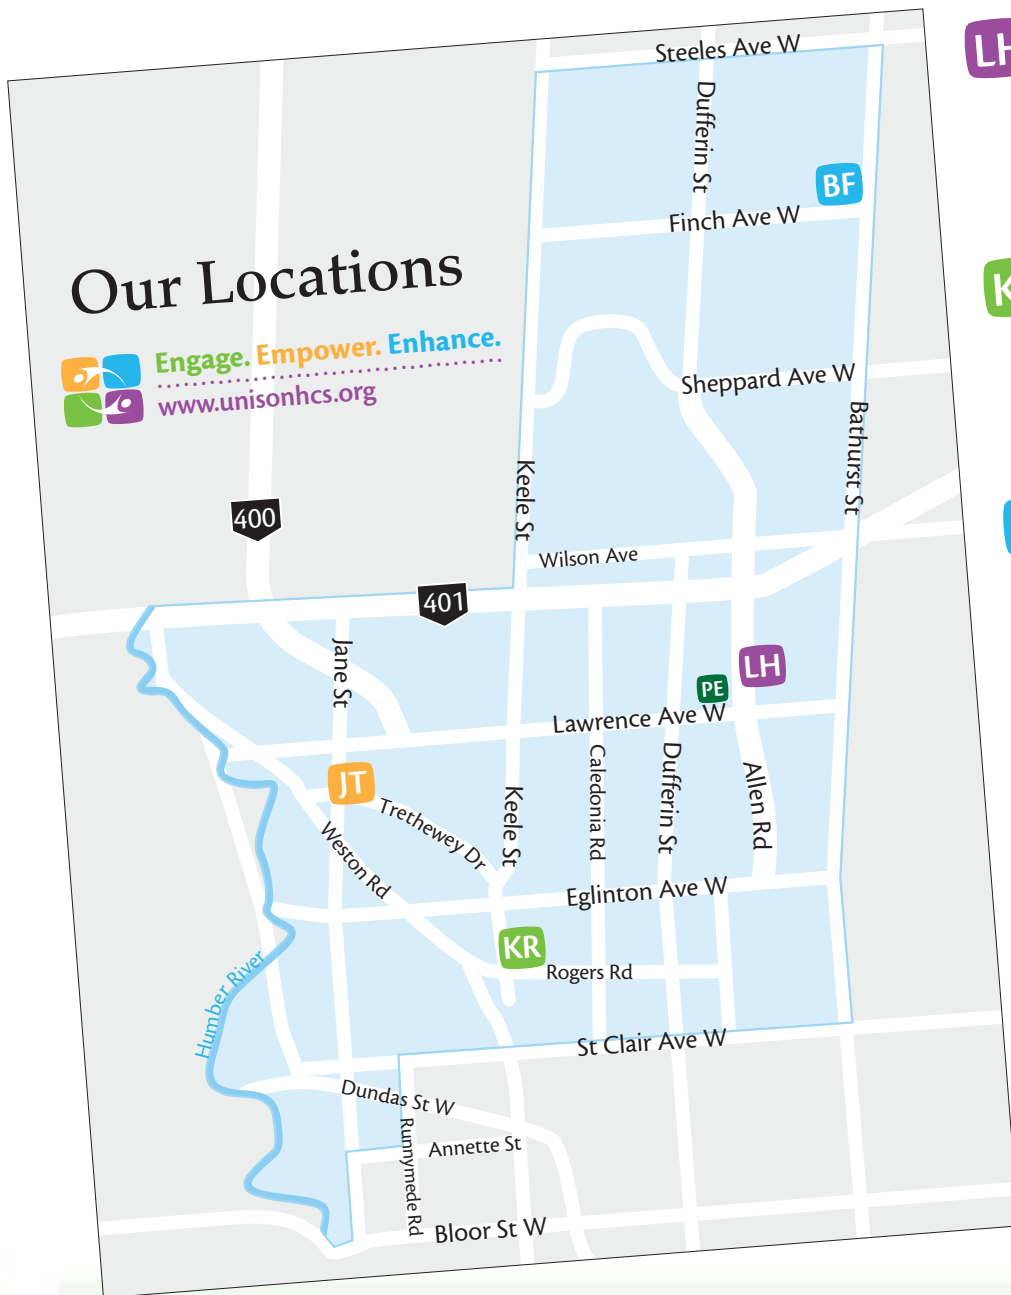 Steeles Ave W
LH
Dufferin St
BF
Finch Ave W
Our Locations
Engage. Empower. Enhance.
www.unisonhcs.org
K
Sheppard Ave W
Bathurst St
Keele St
400
Wilson Ave
401
Jane St
LH
PE
Lawrence Ave W
JT
Trethewey Dr
Weston Rd
Keele St
Caledonia Rd
Dufferin St
Allen Rd
Eglinton Ave W
KR
Rogers Rd
Humber River
St Clair Ave W
Dundas St W
Runnymede Rd
Annette St
Bloor St W